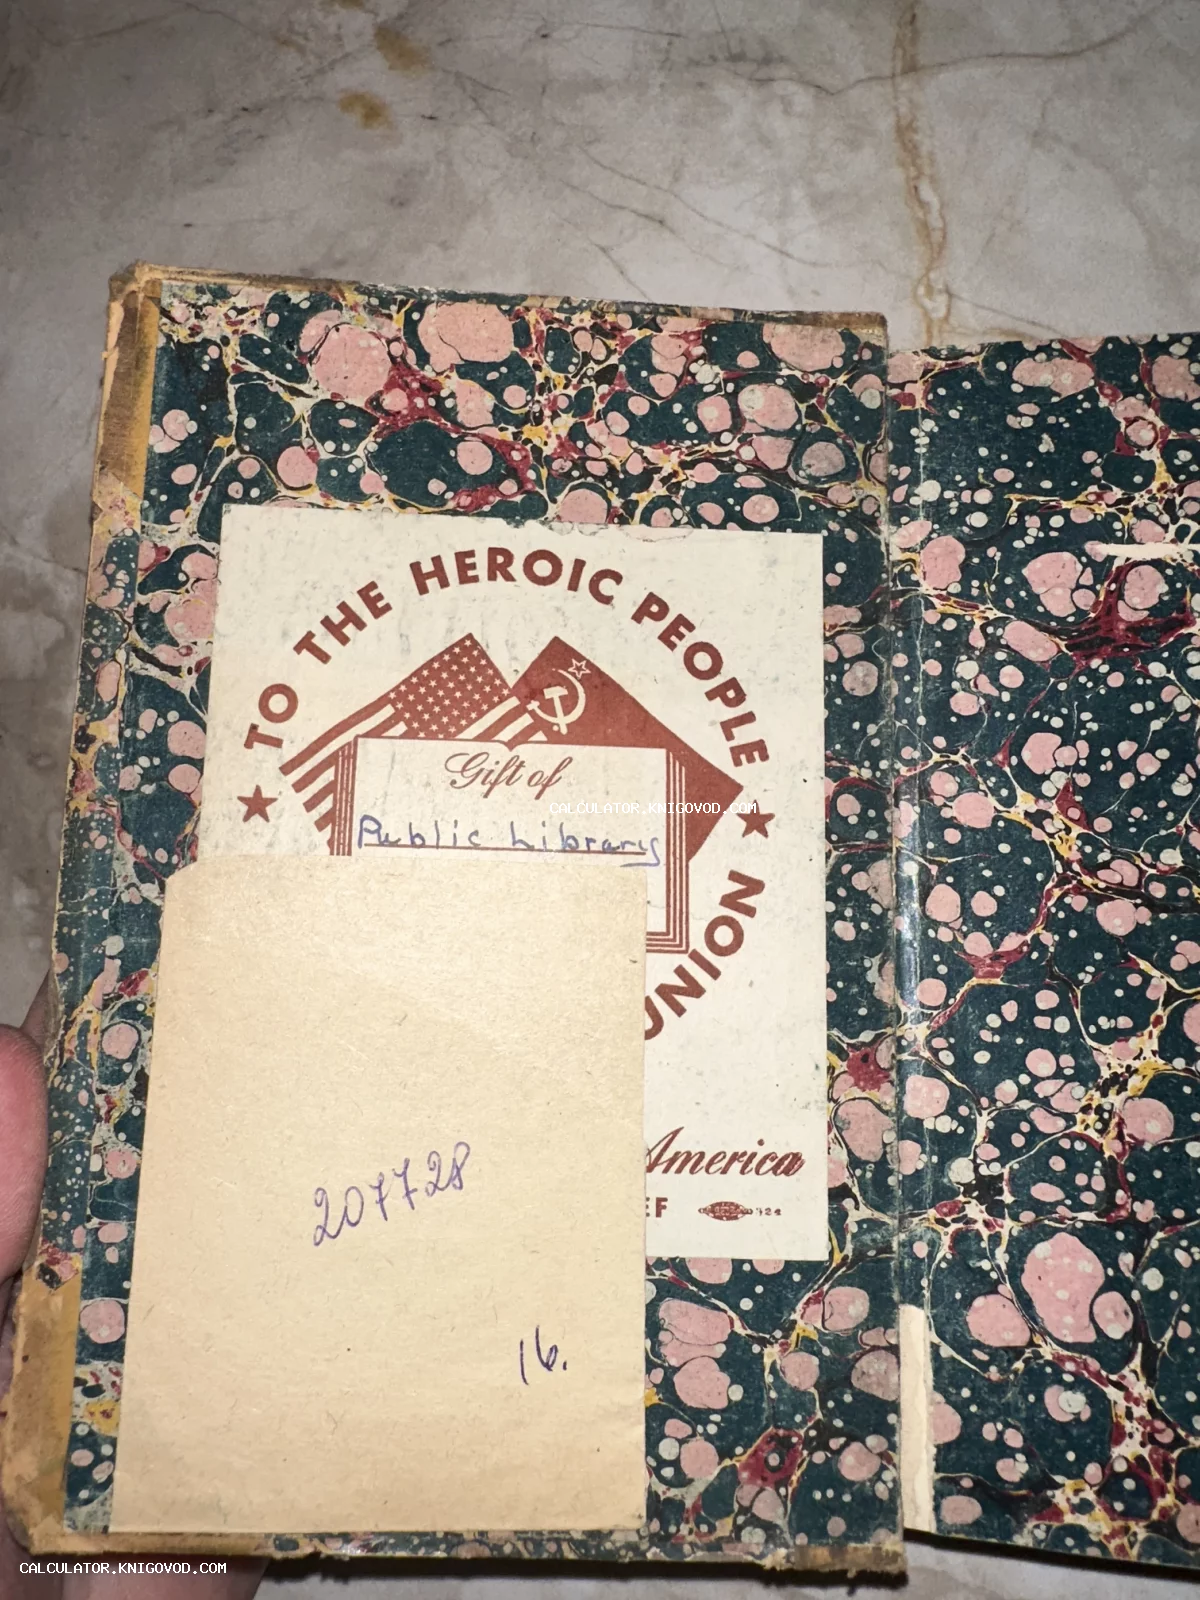 ★ TO THE HEROIC PEOPLE ★
Gift of
Public Library
UNION
America
EF
207728
16.
CALCULATOR.KNIGOVOD.COM
CALCULATOR.KNIGOVOD.COM